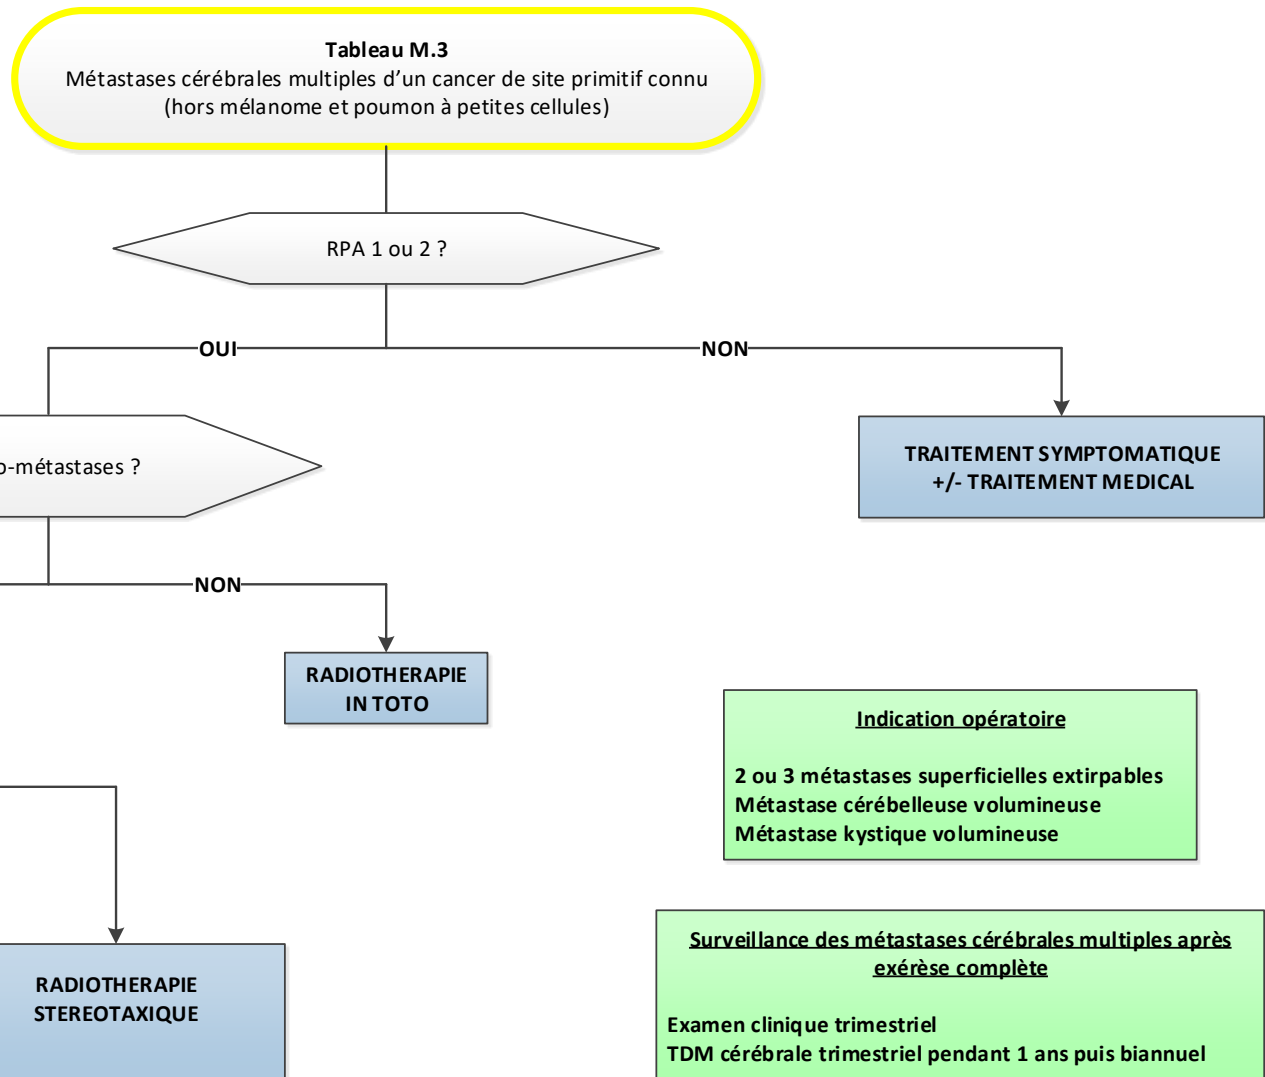 Tableau M.3
Métastases cérébrales multiples d’un cancer de site primitif connu
(hors mélanome et poumon à petites cellules)
RPA 1 ou 2 ?
OUI
NON
o-métastases ?
TRAITEMENT SYMPTOMATIQUE
+/- TRAITEMENT MEDICAL
NON
RADIOTHERAPIE
IN TOTO
Indication opératoire
2 ou 3 métastases superficielles extirpables
Métastase cérébelleuse volumineuse
Métastase kystique volumineuse
RADIOTHERAPIE
STEREOTAXIQUE
Surveillance des métastases cérébrales multiples après
exérèse complète
Examen clinique trimestriel
TDM cérébrale trimestriel pendant 1 ans puis biannuel